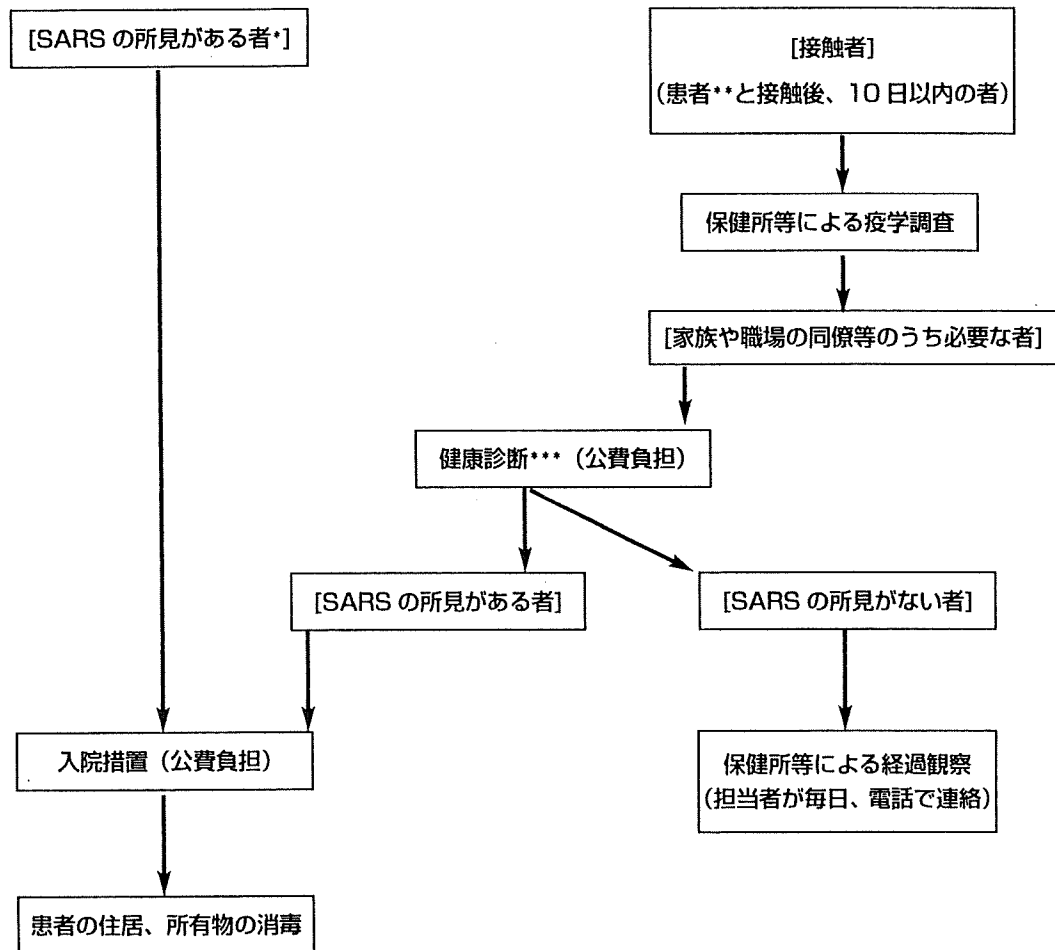 [SARS の所見がある者*]
[接触者]
(患者**と接触後、10 日以内の者)
保健所等による疫学調査
[家族や職場の同僚等のうち必要な者]
健康診断***(公費負担)
[SARS の所見がある者]
[SARS の所見がない者]
入院措置(公費負担)
保健所等による経過観察
(担当者が毎日、電話で連絡)
患者の住居、所有物の消毒